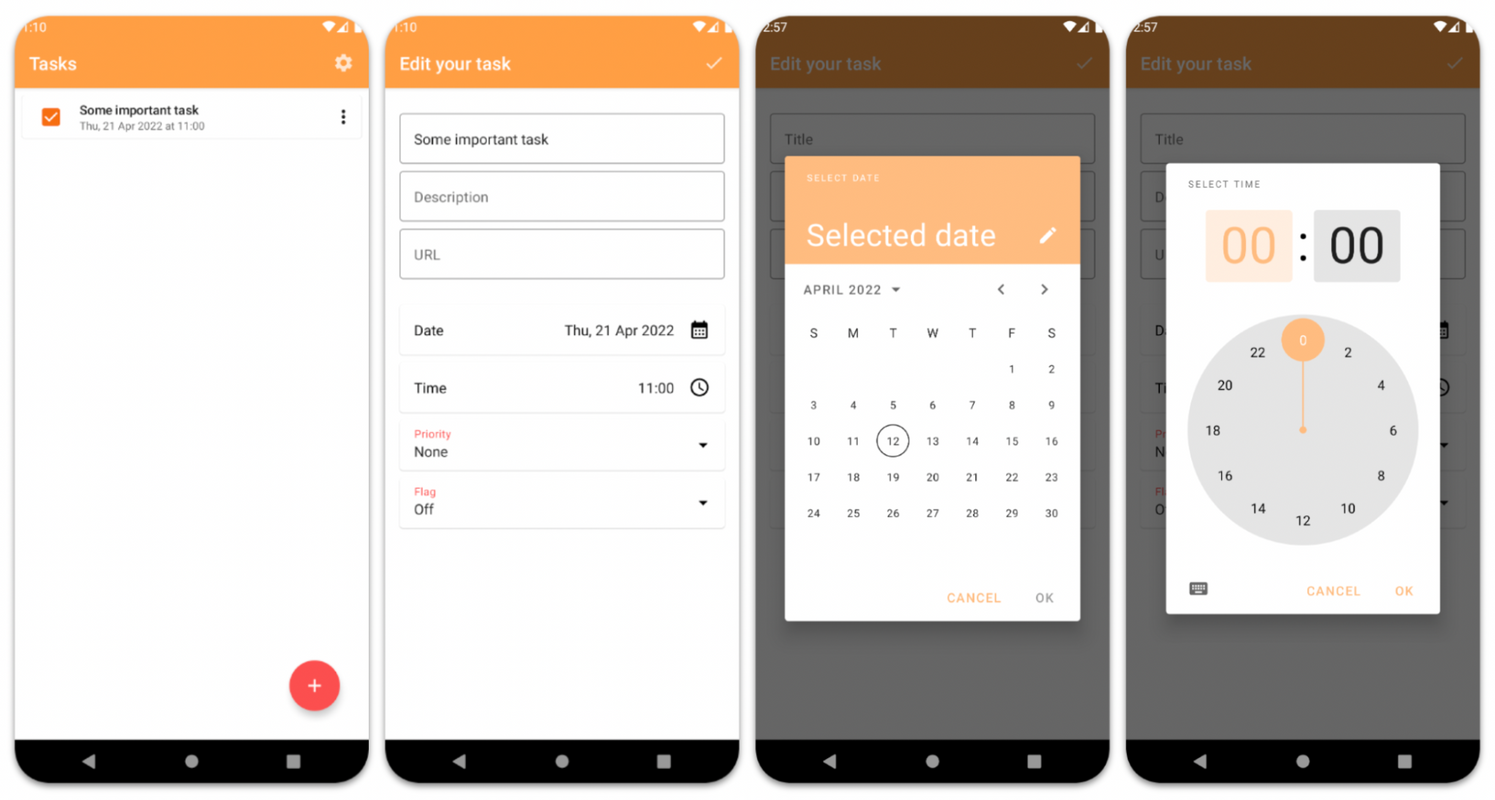 1:10
Tasks
Some important task
Thu, 21 Apr 2022 at 11:00
1:10
Edit your task
Some important task
Description
URL
Date Thu, 21 Apr 2022
Time 11:00
Priority
None
Flag
Off
2:57
Edit your task
Title
SELECT DATE
Selected date
APRIL 2022
S M T W T F S
1 2
3 4 5 6 7 8 9
10 11 12 13 14 15 16
17 18 19 20 21 22 23
24 25 26 27 28 29 30
CANCEL OK
2:57
Edit your task
Title
SELECT TIME
00 : 00
D
U
D
Ti
Pr
N
Fl
O
0
22 2
20 4
18 6
16 8
14 10
12
CANCEL OK